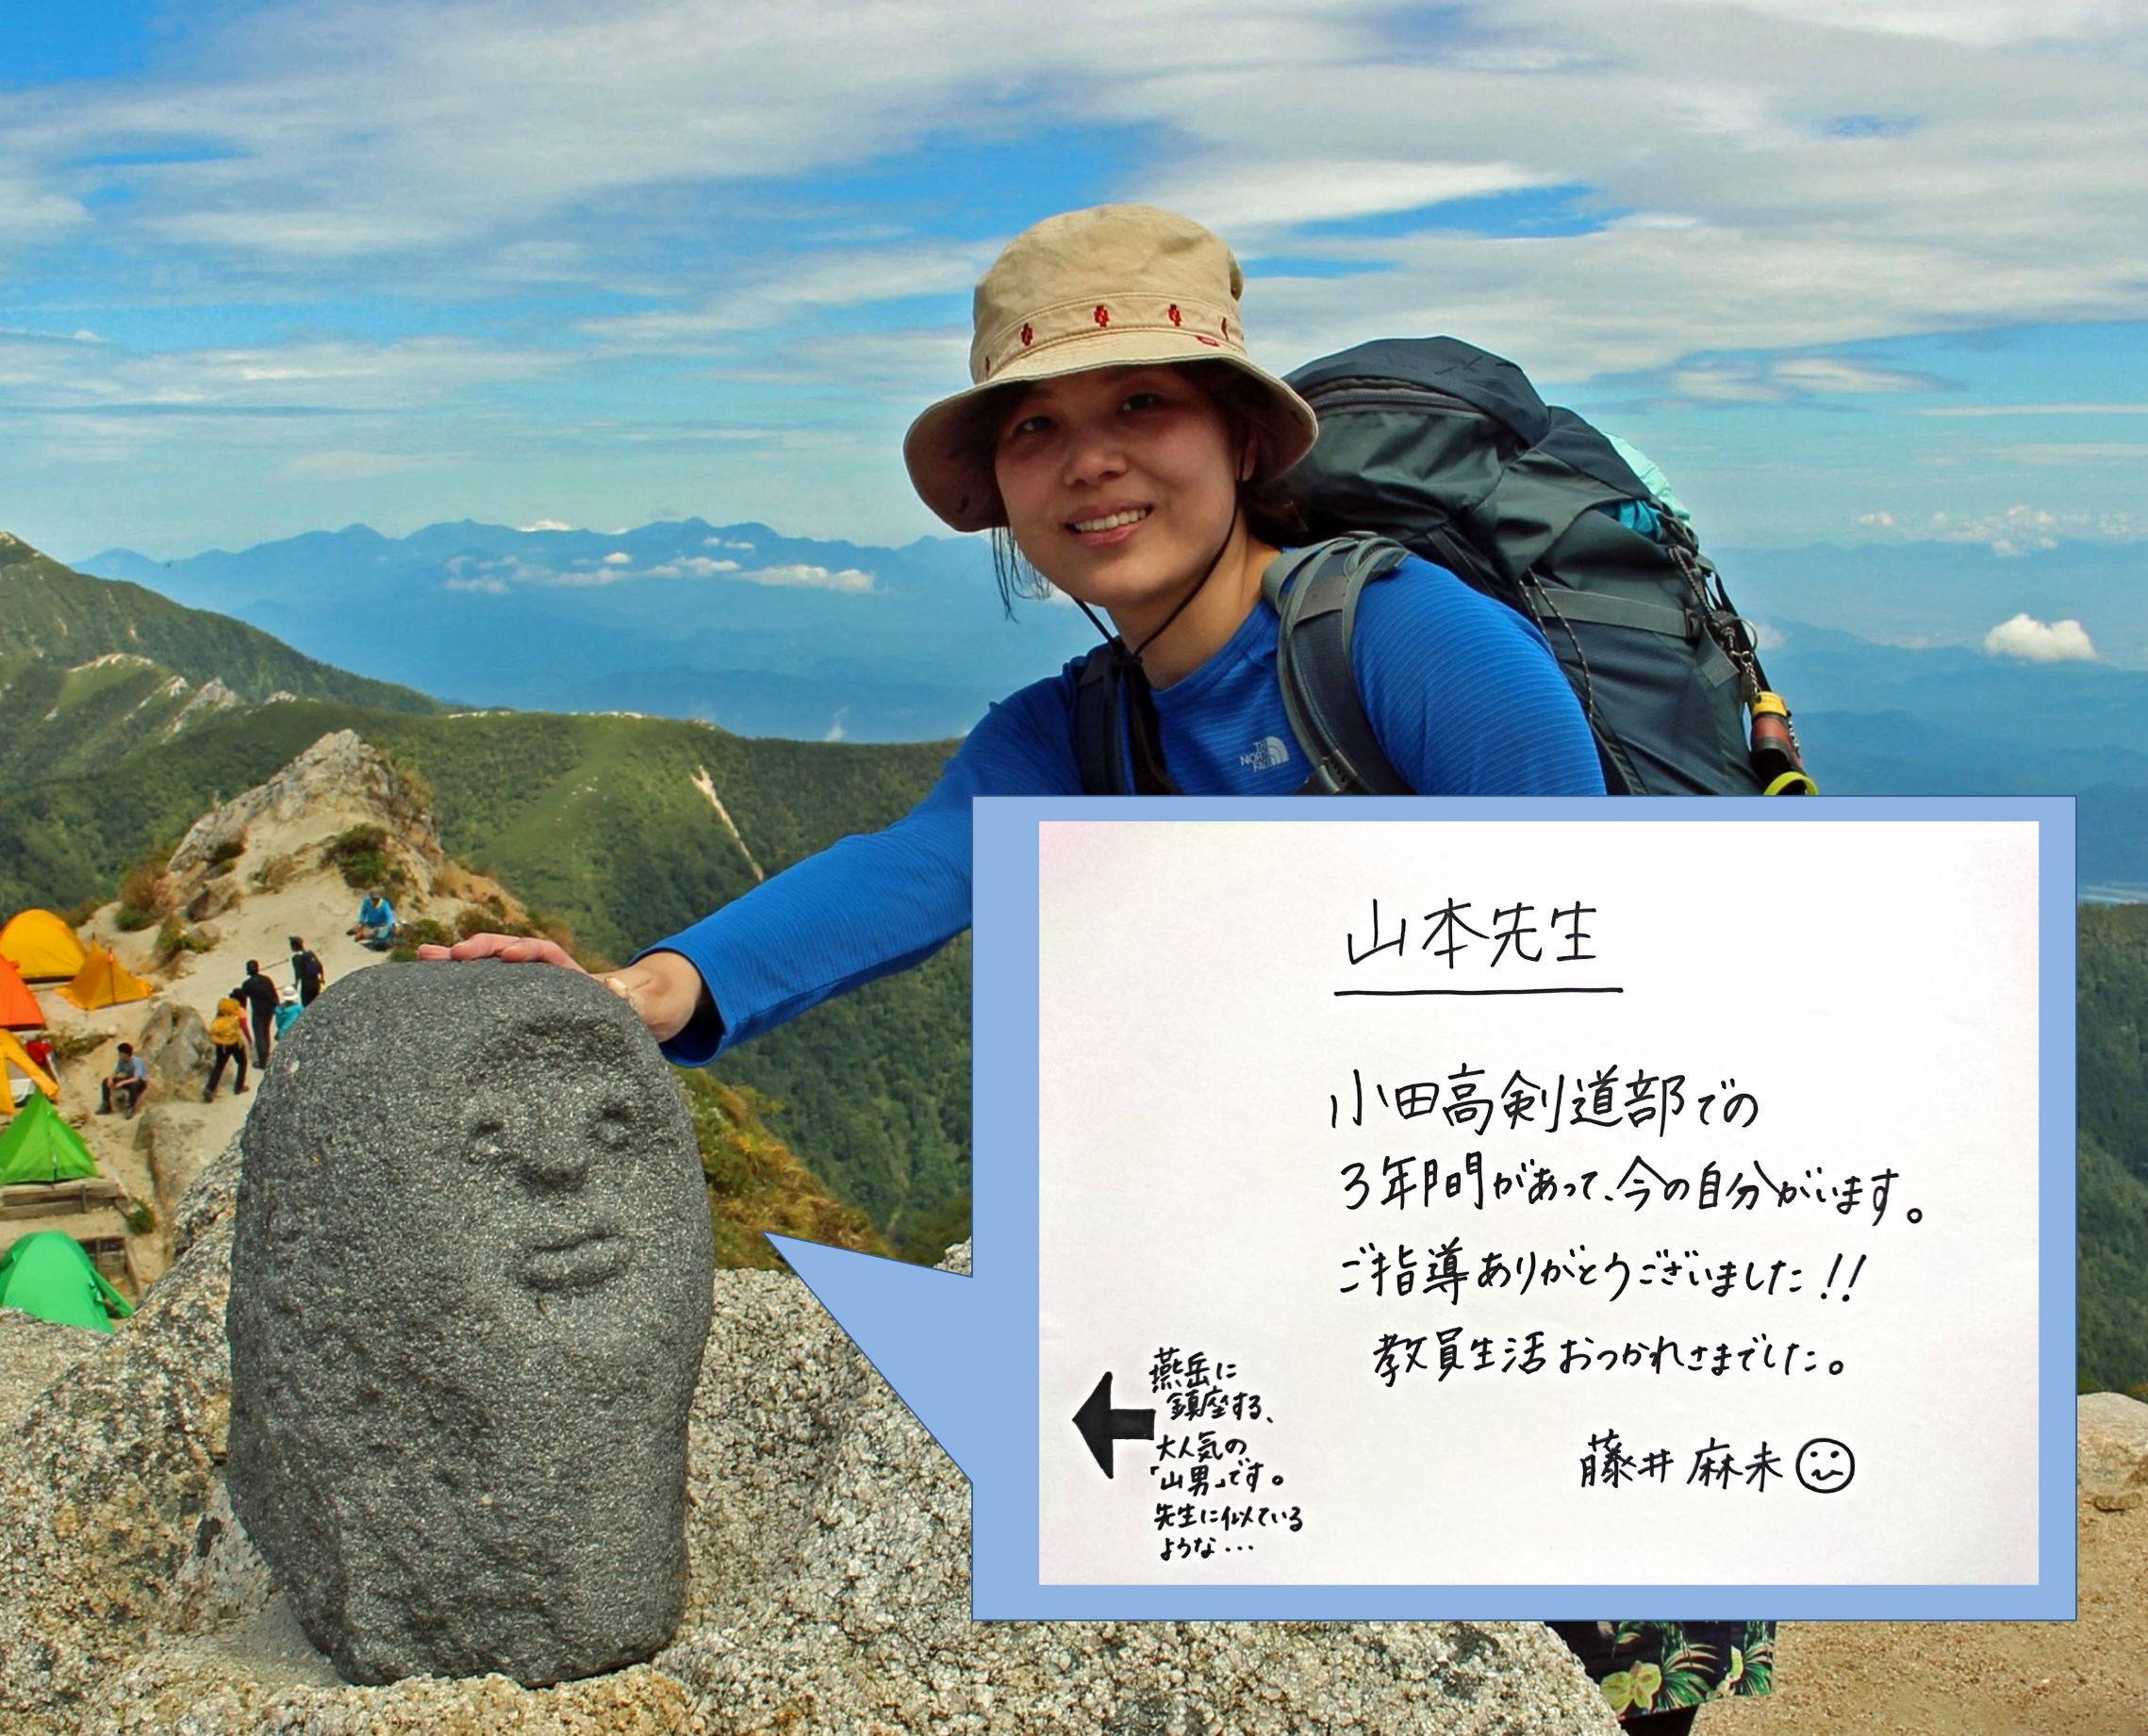 THE
NORTH
FACE
山本先生
小田高剣道部での
3年間があって、今の自分がいます。
ご指導ありがとうございました!!
教員生活おつかれさまでした。
藤井麻未
燕岳に
鎮座する、
大人気の
「山男」です。
先生に似ている
ような・・・